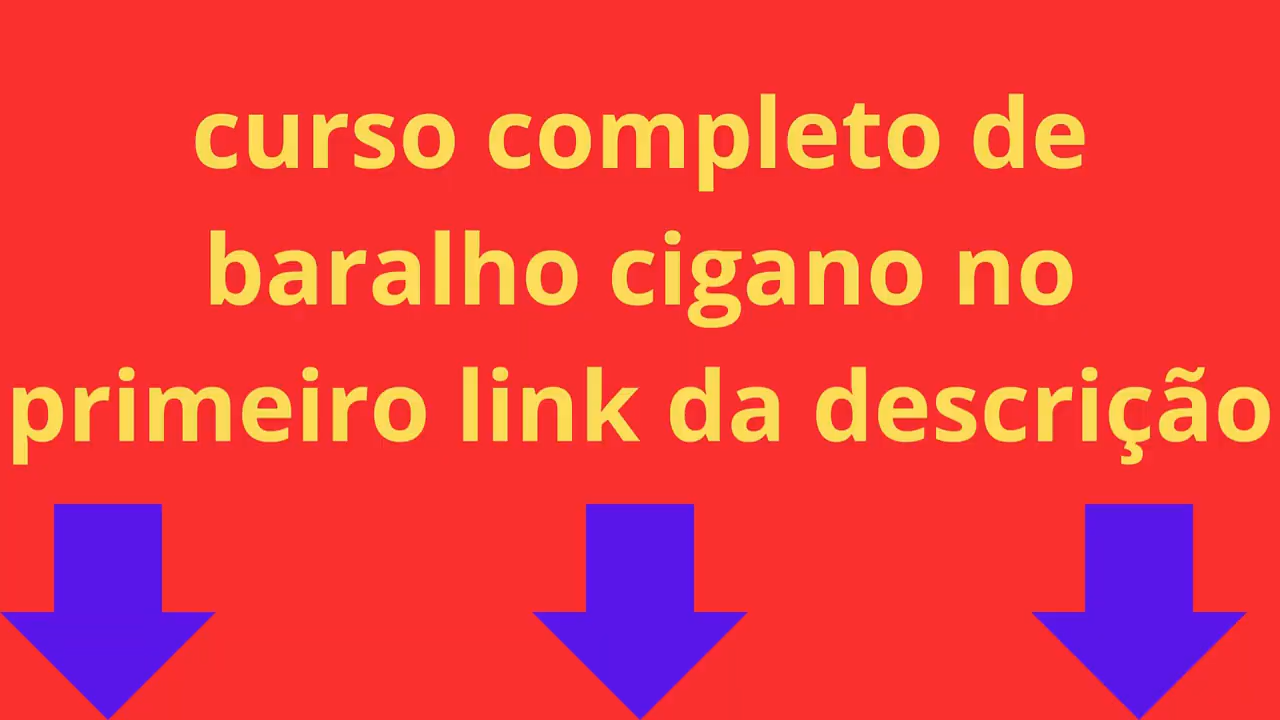 curso completo de
baralho cigano no
primeiro link da descrição